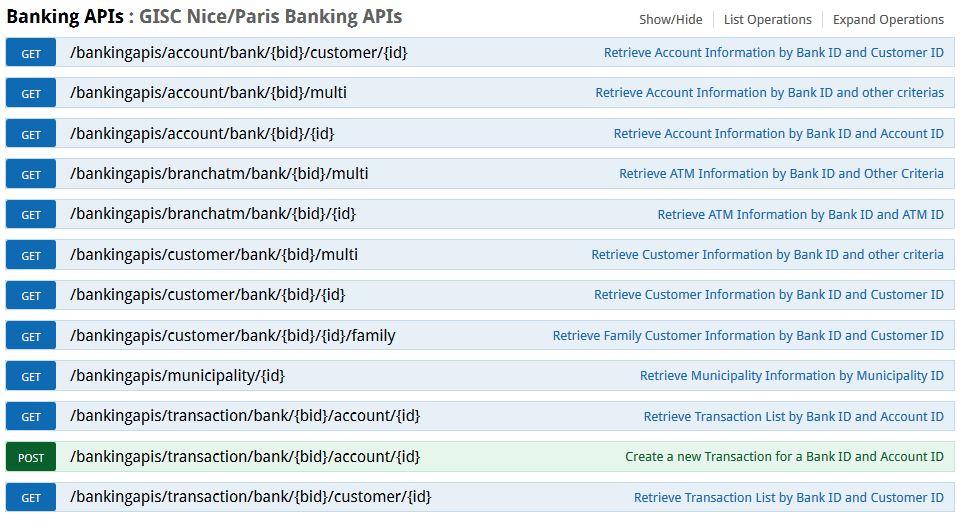 Banking APIs : GISC Nice/Paris Banking APIs Show/Hide List Operations Expand Operations
GET /bankingapis/account/bank/{bid}/customer/{id} Retrieve Account Information by Bank ID and Customer ID
GET /bankingapis/account/bank/{bid}/multi Retrieve Account Information by Bank ID and other criterias
GET /bankingapis/account/bank/{bid}/{id} Retrieve Account Information by Bank ID and Account ID
GET /bankingapis/branchatm/bank/{bid}/multi Retrieve ATM Information by Bank ID and Other Criteria
GET /bankingapis/branchatm/bank/{bid}/{id} Retrieve ATM Information by Bank ID and ATM ID
GET /bankingapis/customer/bank/{bid}/multi Retrieve Customer Information by Bank ID and other criteria
GET /bankingapis/customer/bank/{bid}/{id} Retrieve Customer Information by Bank ID and Customer ID
GET /bankingapis/customer/bank/{bid}/{id}/family Retrieve Family Customer Information by Bank ID and Customer ID
GET /bankingapis/municipality/{id} Retrieve Municipality Information by Municipality ID
GET /bankingapis/transaction/bank/{bid}/account/{id} Retrieve Transaction List by Bank ID and Account ID
POST /bankingapis/transaction/bank/{bid}/account/{id} Create a new Transaction for a Bank ID and Account ID
GET /bankingapis/transaction/bank/{bid}/customer/{id} Retrieve Transaction List by Bank ID and Customer ID